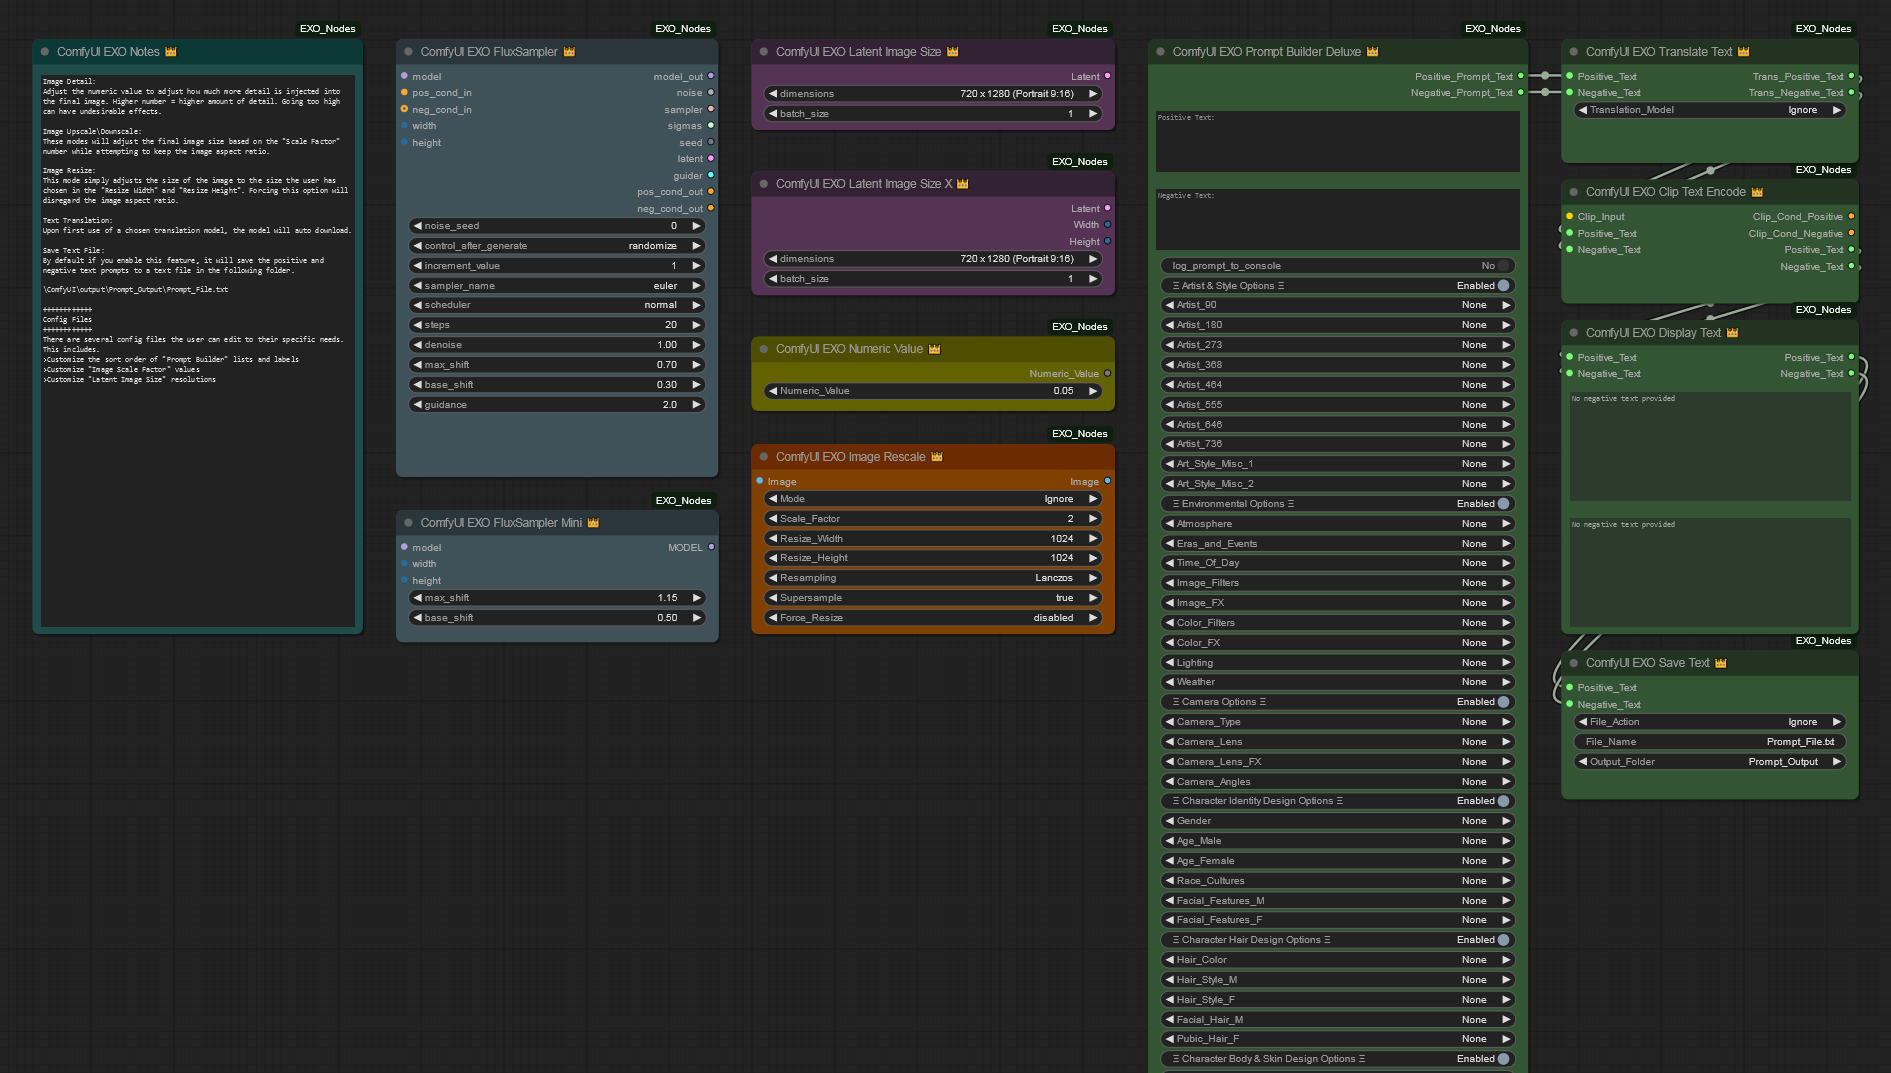 EXO_Nodes
ComfyUI EXO Notes 👑
Image Detail:
Adjust the numeric value to adjust how much more detail is injected into
the final image. Higher number = higher amount of detail. Going too high
can have undesirable effects.
Image Upscale\Downscale:
These modes will adjust the final image size based on the "Scale Factor"
number while attempting to keep the image aspect ratio.
Image Resize:
This mode simply adjusts the size of the image to the size the user has
chosen in the "Resize Width" and "Resize Height". Forcing this option will
disregard the image aspect ratio.
Text Translation:
Upon first use of a chosen translation model, the model will auto download.
Save Text File:
By default if you enable this feature, it will save the positive and
negative text prompts to a text file in the following folder.
\ComfyUI\output\Prompt_Output\Prompt_File.txt
++++++++++++
Config Files
++++++++++++
There are several config files the user can edit to their specific needs.
This includes.
>Customize the sort order of "Prompt Builder" lists and labels
>Customize "Image Scale Factor" values
>Customize "Latent Image Size" resolutions
EXO_Nodes
ComfyUI EXO FluxSampler 👑
model model_out
pos_cond_in noise
neg_cond_in sampler
width sigmas
height seed
latent
guider
pos_cond_out
neg_cond_out
noise_seed 0
control_after_generate randomize
increment_value 1
sampler_name euler
scheduler normal
steps 20
denoise 1.00
max_shift 0.70
base_shift 0.30
guidance 2.0
EXO_Nodes
ComfyUI EXO FluxSampler Mini 👑
model MODEL
width
height
max_shift 1.15
base_shift 0.50
EXO_Nodes
ComfyUI EXO Latent Image Size 👑
Latent
dimensions 720 x 1280 (Portrait 9:16)
batch_size 1
EXO_Nodes
ComfyUI EXO Latent Image Size X 👑
Latent
Width
Height
dimensions 720 x 1280 (Portrait 9:16)
batch_size 1
EXO_Nodes
ComfyUI EXO Numeric Value 👑
Numeric_Value
Numeric_Value 0.05
EXO_Nodes
ComfyUI EXO Image Rescale 👑
Image Image
Mode Ignore
Scale_Factor 2
Resize_Width 1024
Resize_Height 1024
Resampling Lanczos
Supersample true
Force_Resize disabled
EXO_Nodes
ComfyUI EXO Prompt Builder Deluxe 👑
Positive_Prompt_Text
Negative_Prompt_Text
Positive Text:
Negative Text:
log_prompt_to_console No
Ξ Artist & Style Options Ξ Enabled
Artist_90 None
Artist_180 None
Artist_273 None
Artist_368 None
Artist_464 None
Artist_555 None
Artist_646 None
Artist_736 None
Art_Style_Misc_1 None
Art_Style_Misc_2 None
Ξ Environmental Options Ξ Enabled
Atmosphere None
Eras_and_Events None
Time_Of_Day None
Image_Filters None
Image_FX None
Color_Filters None
Color_FX None
Lighting None
Weather None
Ξ Camera Options Ξ Enabled
Camera_Type None
Camera_Lens None
Camera_Lens_FX None
Camera_Angles None
Ξ Character Identity Design Options Ξ Enabled
Gender None
Age_Male None
Age_Female None
Race_Cultures None
Facial_Features_M None
Facial_Features_F None
Ξ Character Hair Design Options Ξ Enabled
Hair_Color None
Hair_Style_M None
Hair_Style_F None
Facial_Hair_M None
Pubic_Hair_F None
Ξ Character Body & Skin Design Options Ξ Enabled
EXO_Nodes
ComfyUI EXO Translate Text 👑
Positive_Text Trans_Positive_Text
Negative_Text Trans_Negative_Text
Translation_Model Ignore
EXO_Nodes
ComfyUI EXO Clip Text Encode 👑
Clip_Input Clip_Cond_Positive
Positive_Text Clip_Cond_Negative
Negative_Text Positive_Text
Negative_Text
EXO_Nodes
ComfyUI EXO Display Text 👑
Positive_Text Positive_Text
Negative_Text Negative_Text
No negative text provided
No negative text provided
EXO_Nodes
ComfyUI EXO Save Text 👑
Positive_Text
Negative_Text
File_Action Ignore
File_Name Prompt_File.txt
Output_Folder Prompt_Output